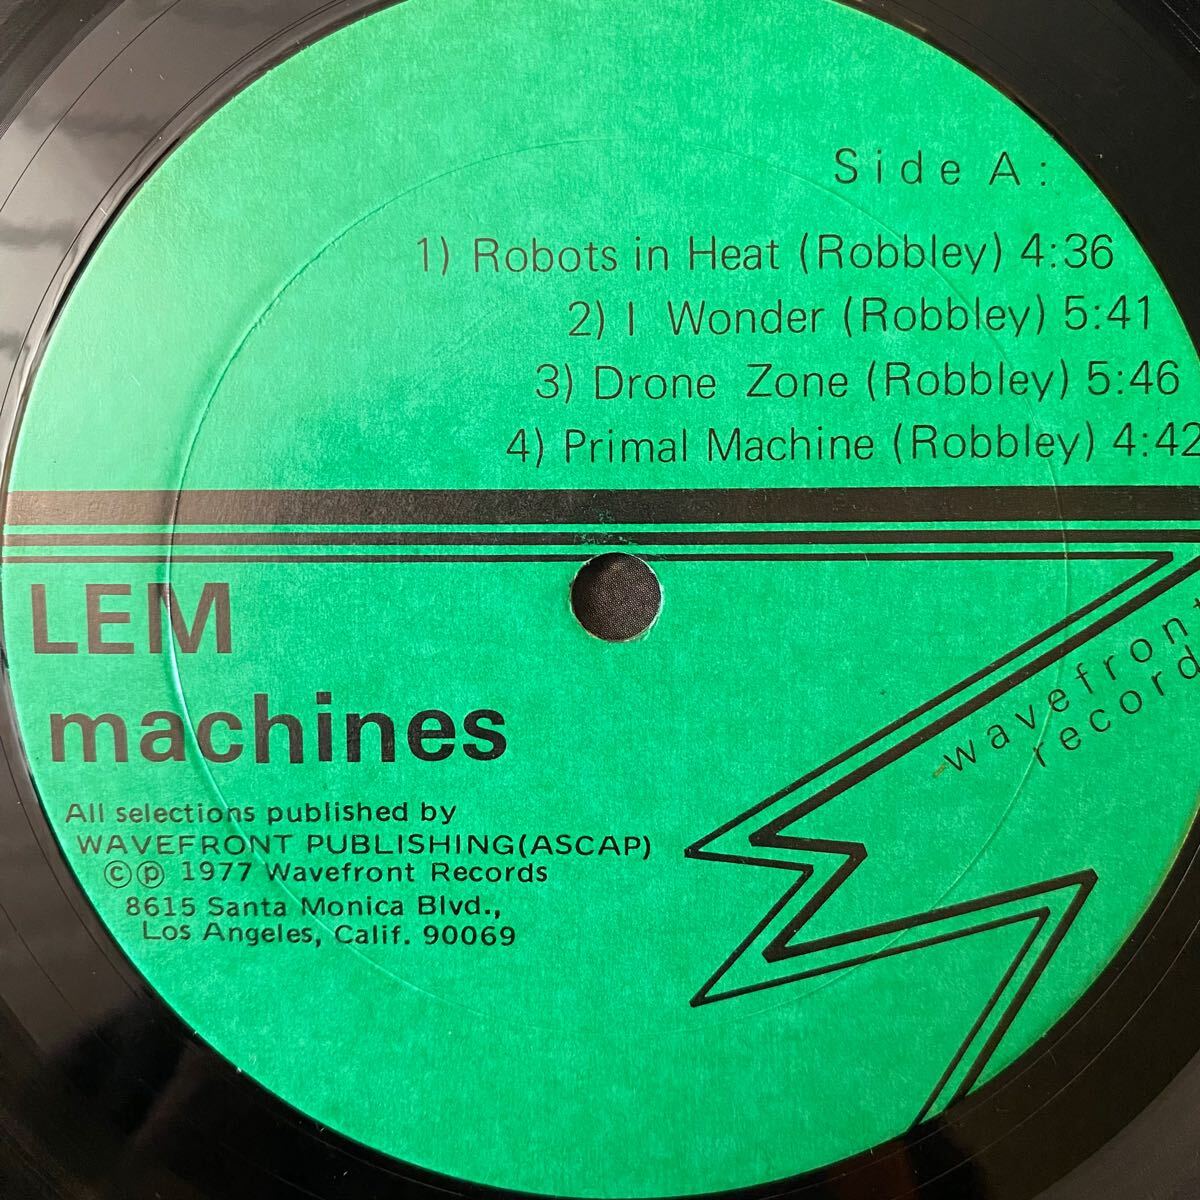 Side A:
1) Robots in Heat (Robbley) 4:36
2) I Wonder (Robbley) 5:41
3) Drone Zone (Robbley) 5:46
4) Primal Machine (Robbley) 4:42
LEM
machines
All selections published by
WAVEFRONT PUBLISHING(ASCAP)
©℗ 1977 Wavefront Records
8615 Santa Monica Blvd.,
Los Angeles, Calif. 90069
wavefront
record